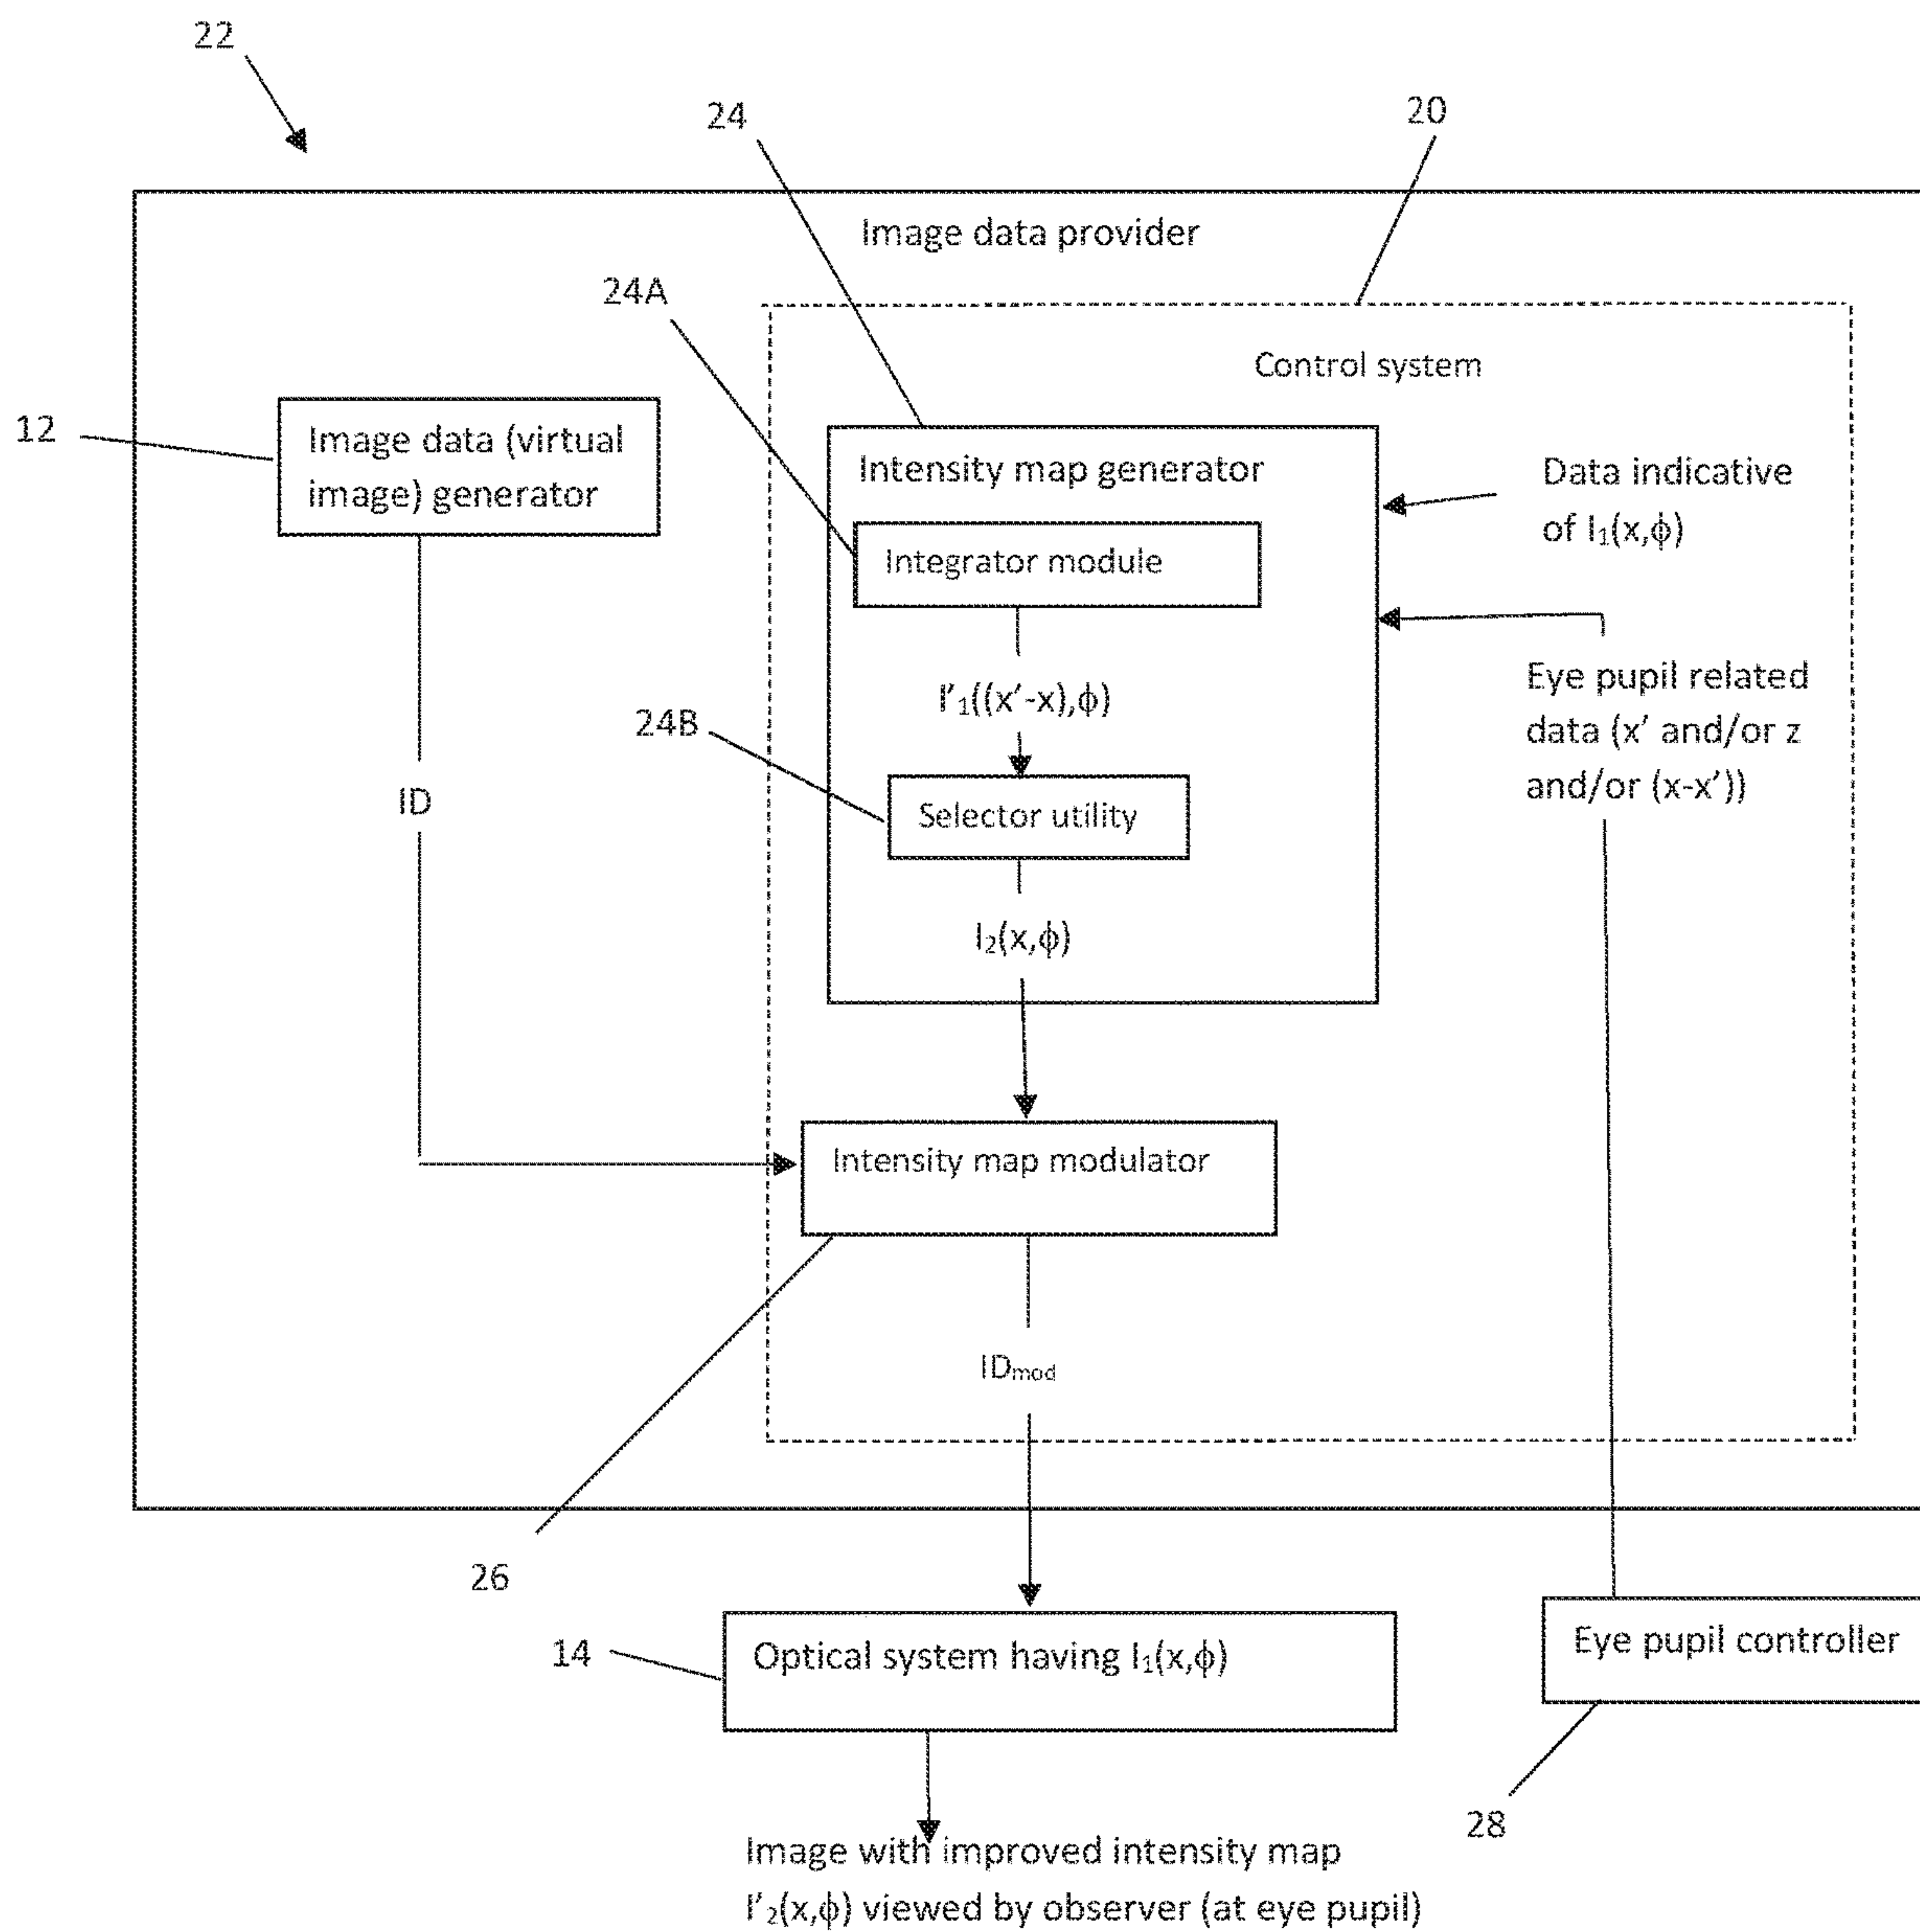 22
24
20
Image data provider
24A
Control system
12
Image data (virtual
image) generator
Intensity map generator
Data indicative
of I₁(x,ϕ)
Integrator module
I'₁((x'-x),ϕ)
Eye pupil related
data (x' and/or z
and/or (x-x'))
24B
Selector utility
ID
I₂(x,ϕ)
Intensity map modulator
ID
mod
26
14
Optical system having I₁(x,ϕ)
Eye pupil controller
28
Image with improved intensity map
I'₂(x,ϕ) viewed by observer (at eye pupil)